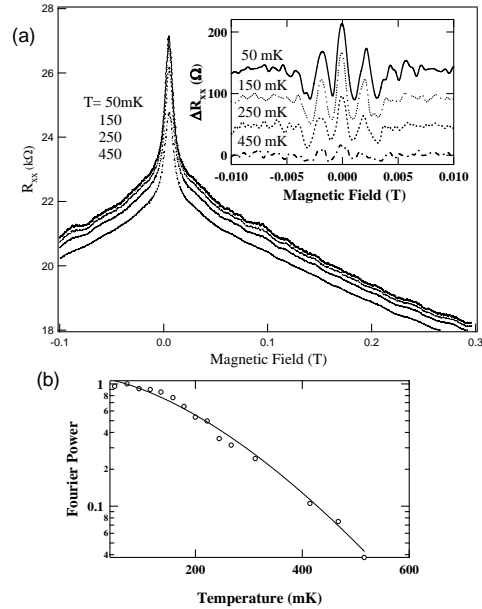 (a)
28
26
24
22
20
18
R_xx (kΩ)
T= 50mK
150
250
450
-0.1
0.0
0.1
0.2
0.3
Magnetic Field (T)
200
100
0
ΔR_xx (Ω)
50 mK
150 mK
250 mK
450 mK
-0.010
-0.005
0.000
0.005
0.010
Magnetic Field (T)
(b)
1
8
6
4
2
0.1
8
6
4
Fourier Power
200
400
600
Temperature (mK)